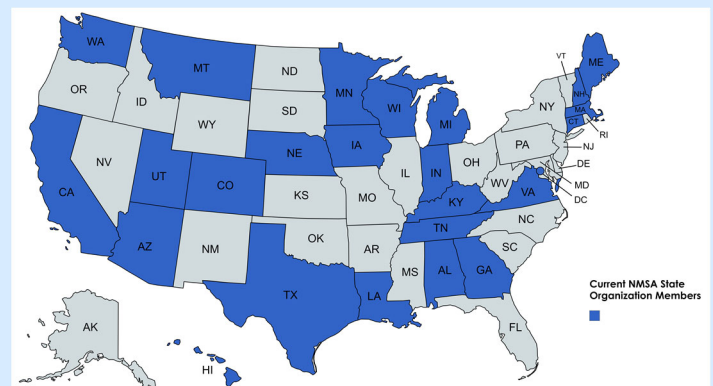 WA
MT
ND
MN
VT
ME
OR
ID
SD
WI
NH
NY
MA
WY
MI
CT
RI
NE
IA
PA
NJ
NV
IL
IN
OH
DE
UT
CO
WV
MD
CA
KS
MO
KY
VA
DC
TN
NC
AZ
NM
OK
AR
SC
MS
AL
GA
TX
LA
Current NMSA State
Organization Members
AK
FL
HI